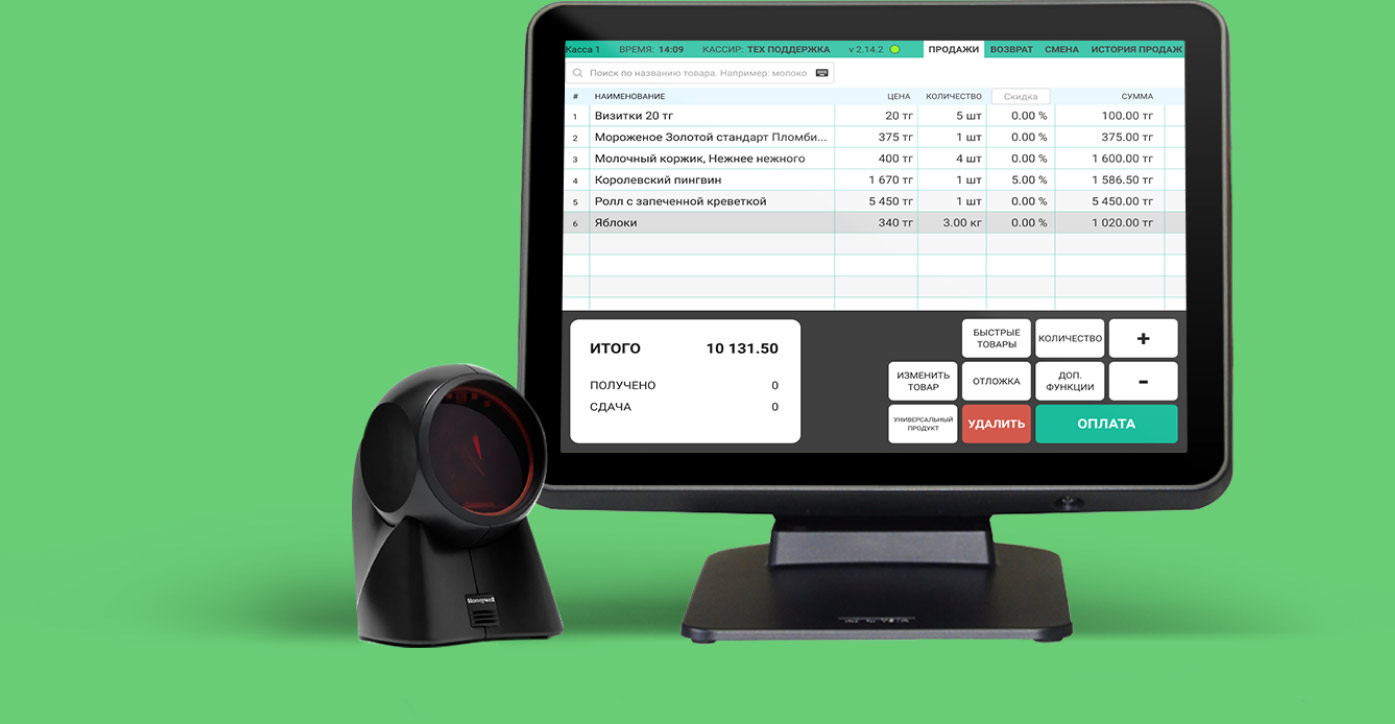 Касса 1 ВРЕМЯ: 14:09 КАССИР: ТЕХ ПОДДЕРЖКА v 2.14.2 ПРОДАЖИ ВОЗВРАТ СМЕНА ИСТОРИЯ ПРОДАЖ
Поиск по названию товара. Например: молоко
# НАИМЕНОВАНИЕ ЦЕНА КОЛИЧЕСТВО Скидка СУММА
1 Визитки 20 тг 20 тг 5 шт 0.00 % 100.00 тг
2 Мороженое Золотой стандарт Пломби... 375 тг 1 шт 0.00 % 375.00 тг
3 Молочный коржик, Нежнее нежного 400 тг 4 шт 0.00 % 1 600.00 тг
4 Королевский пингвин 1 670 тг 1 шт 5.00 % 1 586.50 тг
5 Ролл с запеченной креветкой 5 450 тг 1 шт 0.00 % 5 450.00 тг
6 Яблоки 340 тг 3.00 кг 0.00 % 1 020.00 тг
ИТОГО 10 131.50
ПОЛУЧЕНО 0
СДАЧА 0
БЫСТРЫЕ
ТОВАРЫ
КОЛИЧЕСТВО
+
ИЗМЕНИТЬ
ТОВАР
ОТЛОЖКА
ДОП.
ФУНКЦИИ
-
УНИВЕРСАЛЬНЫЙ
ПРОДУКТ
УДАЛИТЬ
ОПЛАТА
Honeywell